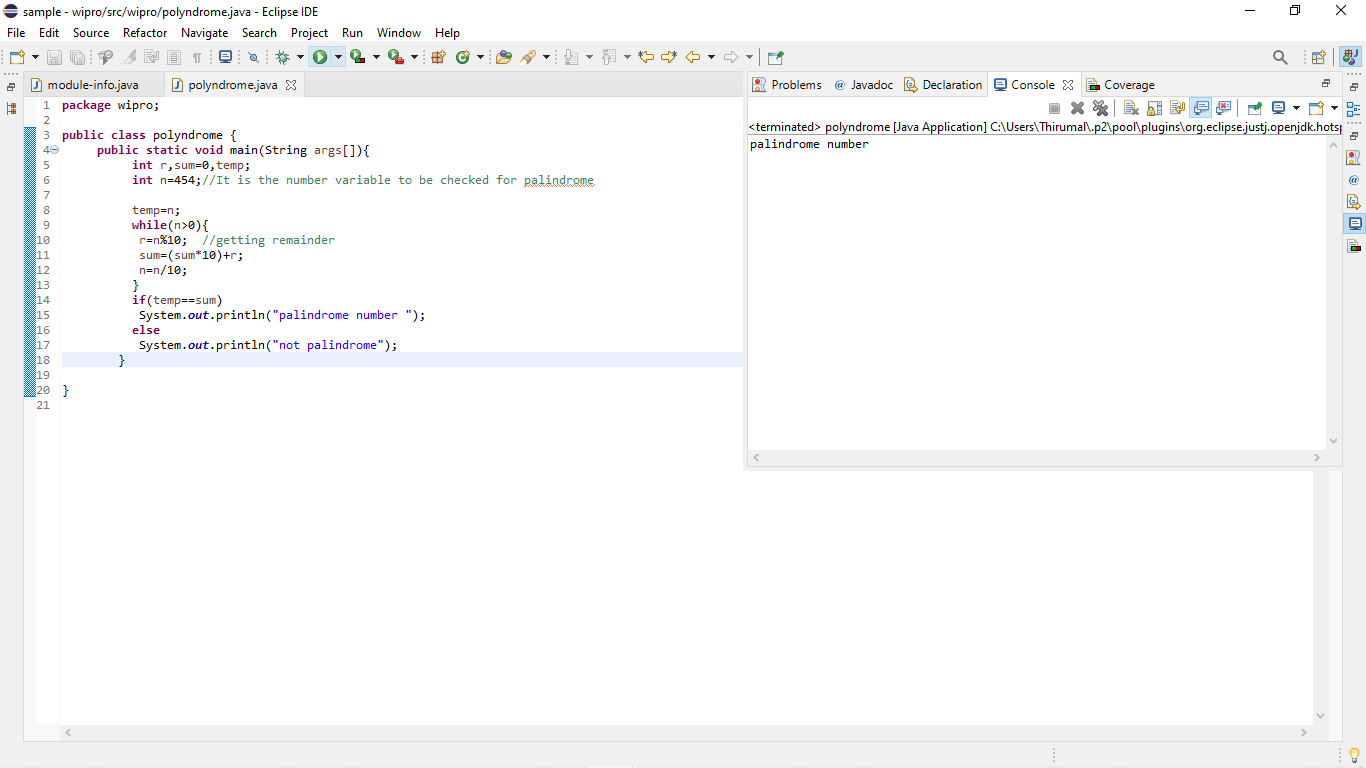 sample - wipro/src/wipro/polyndrome.java - Eclipse IDE
File Edit Source Refactor Navigate Search Project Run Window Help
module-info.java polyndrome.java
1 package wipro;
2
3 public class polyndrome {
4 public static void main(String args[]){
5 int r,sum=0,temp;
6 int n=454;//It is the number variable to be checked for palindrome
7
8 temp=n;
9 while(n>0){
10 r=n%10; //getting remainder
11 sum=(sum*10)+r;
12 n=n/10;
13 }
14 if(temp==sum)
15 System.out.println("palindrome number ");
16 else
17 System.out.println("not palindrome");
18 }
19
20 }
21
Problems @ Javadoc Declaration Console Coverage
<terminated> polyndrome [Java Application] C:\Users\Thirumal\.p2\pool\plugins\org.eclipse.justj.openjdk.hotsp
palindrome number